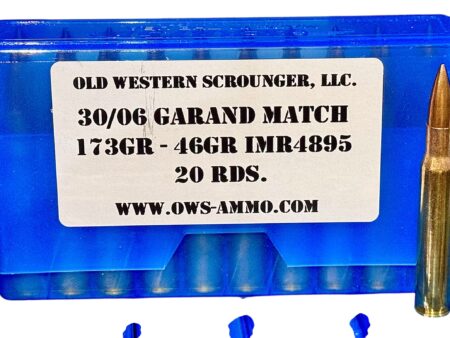 OLD WESTERN SCROUNGER, LLC.
30/06 GARAND MATCH
173GR - 46GR IMR4895
20 RDS.
WWW.OWS-AMMO.COM